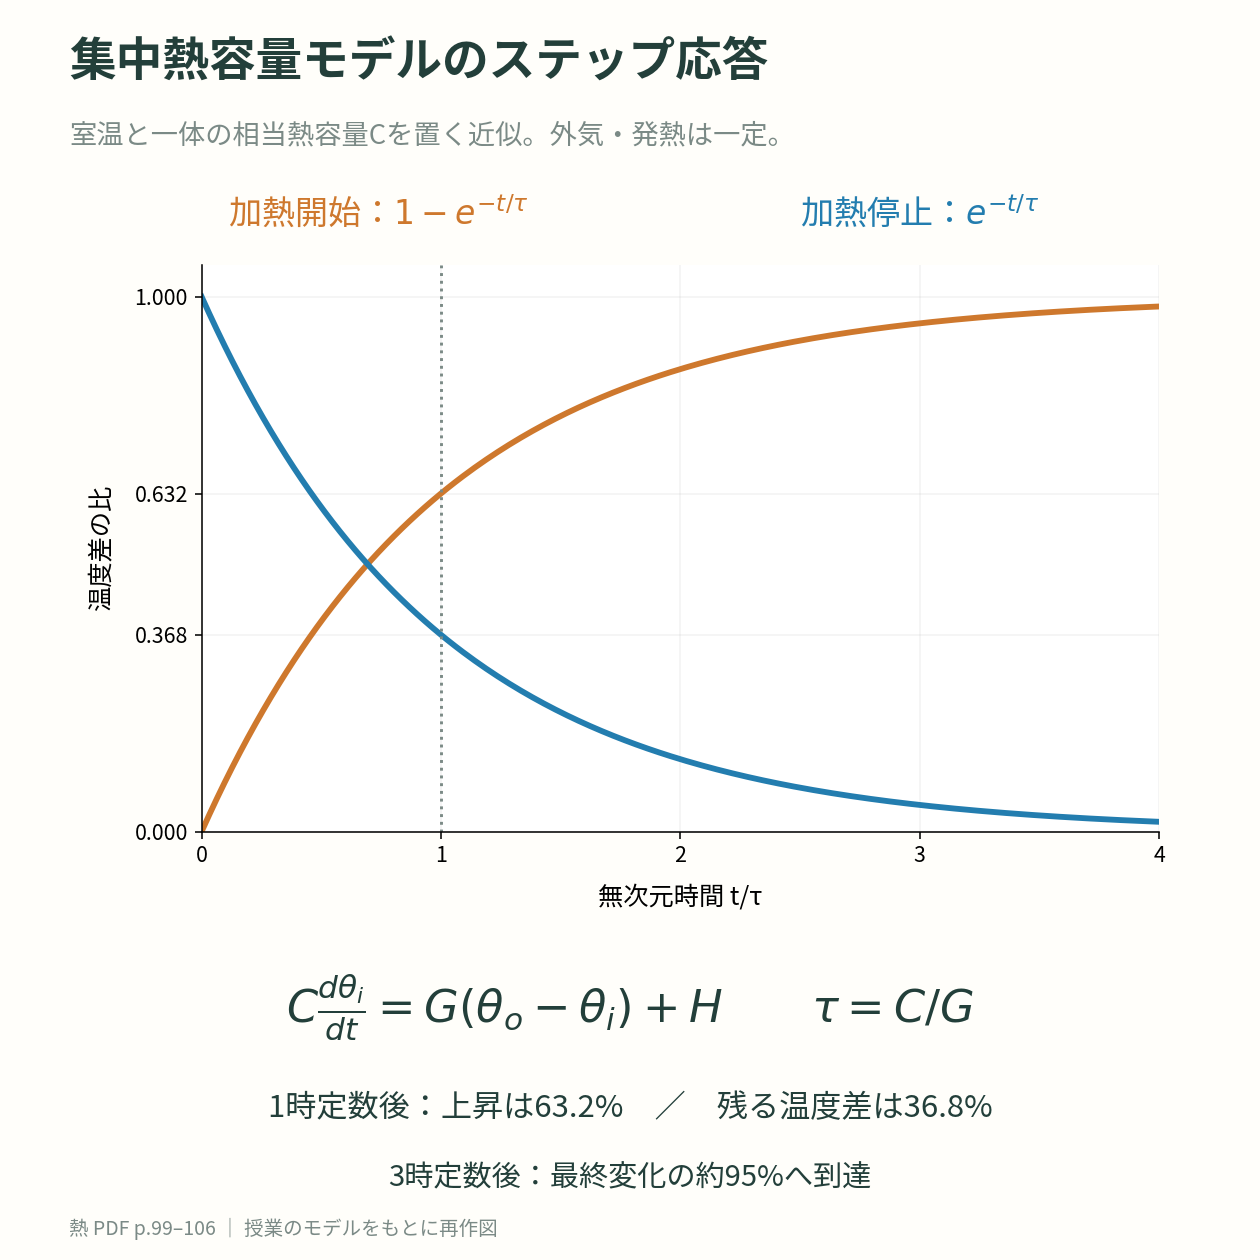 集中熱容量モデルのステップ応答
室温と一体の相当熱容量Cを置く近似。外気・発熱は一定。
加熱開始：1 − e^{−t/τ}
加熱停止：e^{−t/τ}
1.000
0.632
0.368
0.000
温度差の比
0 1 2 3 4
無次元時間 t/τ
C dθ_i/dt = G(θ_o − θ_i) + H τ = C/G
1時定数後：上昇は63.2% ／ 残る温度差は36.8%
3時定数後：最終変化の約95%へ到達
熱 PDF p.99–106 ｜ 授業のモデルをもとに再作図